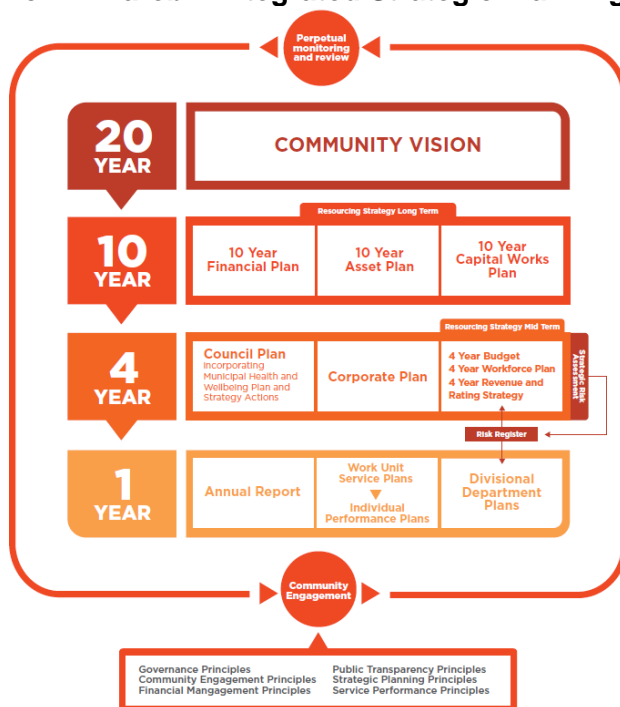 Integrated Strategic Planning
Perpetual
monitoring
and review
20
YEAR
COMMUNITY VISION
Resourcing Strategy Long Term
10
YEAR
10 Year
Financial Plan
10 Year
Asset Plan
10 Year
Capital Works
Plan
Resourcing Strategy Mid Term
4
YEAR
Council Plan
Incorporating
Municipal Health and
Wellbeing Plan and
Strategy Actions
Corporate Plan
4 Year Budget
4 Year Workforce Plan
4 Year Revenue and
Rating Strategy
Strategic Risk
Assessment
Risk Register
1
YEAR
Annual Report
Work Unit
Service Plans
Individual
Performance Plans
Divisional
Department
Plans
Community
Engagement
Governance Principles
Community Engagement Principles
Financial Mangagement Principles
Public Transparency Principles
Strategic Planning Principles
Service Performance Principles